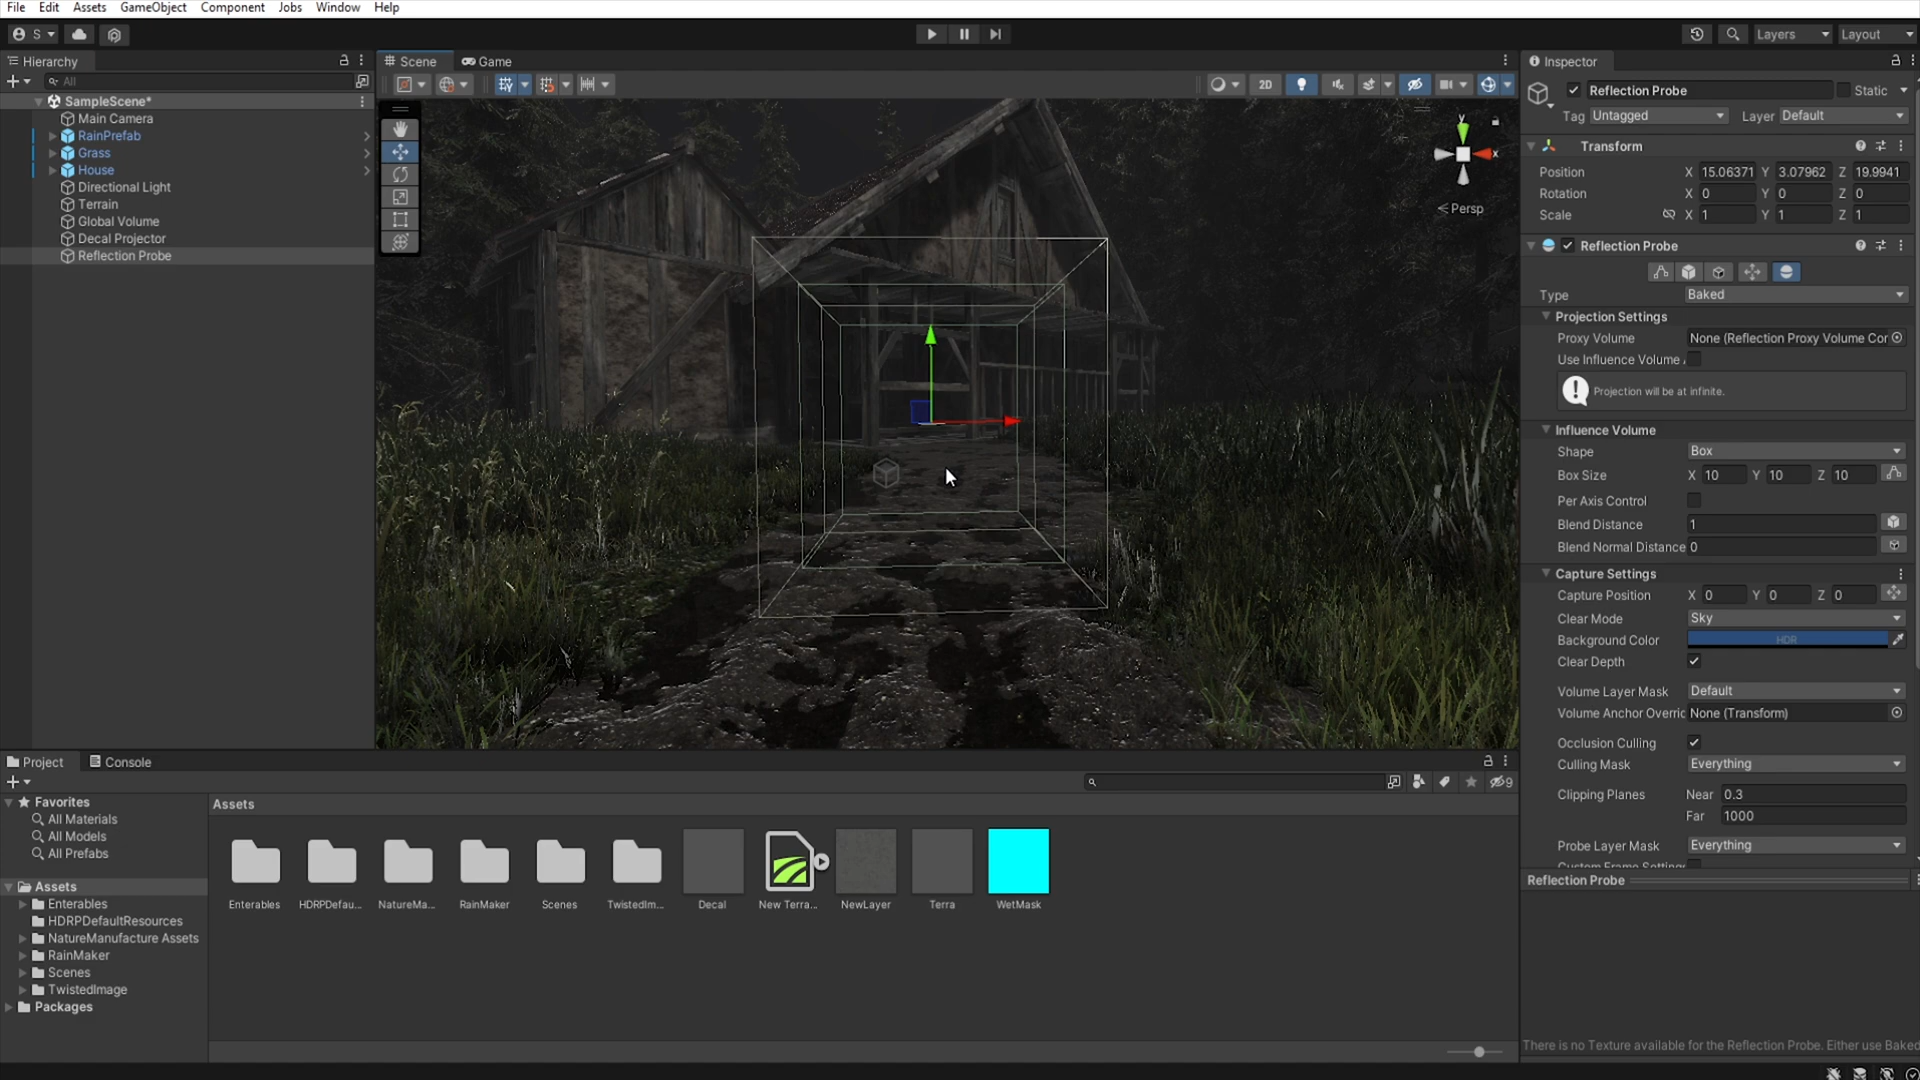 File Edit Assets GameObject Component Jobs Window Help
S Layers Layout
Hierarchy
All
SampleScene*
Main Camera
RainPrefab
Grass
House
Directional Light
Terrain
Global Volume
Decal Projector
Reflection Probe
Scene Game
2D
y
x
Persp
Inspector
Reflection Probe Static
Tag Untagged Layer Default
Transform
Position X 15.06371 Y 3.07962 Z 19.9941
Rotation X 0 Y 0 Z 0
Scale X 1 Y 1 Z 1
Reflection Probe
Type Baked
Projection Settings
Proxy Volume None (Reflection Proxy Volume Cor
Use Influence Volume
Projection will be at infinite.
Influence Volume
Shape Box
Box Size X 10 Y 10 Z 10
Per Axis Control
Blend Distance 1
Blend Normal Distance 0
Capture Settings
Capture Position X 0 Y 0 Z 0
Clear Mode Sky
Background Color HDR
Clear Depth
Volume Layer Mask Default
Volume Anchor Overric None (Transform)
Occlusion Culling
Culling Mask Everything
Clipping Planes Near 0.3
Far 1000
Probe Layer Mask Everything
Reflection Probe
There is no Texture available for the Reflection Probe. Either use Baked
Project Console
9
Favorites
All Materials
All Models
All Prefabs
Assets
Enterables
HDRPDefaultResources
NatureManufacture Assets
RainMaker
Scenes
TwistedImage
Packages
Assets
Enterables HDRPDefau... NatureMa... RainMaker Scenes TwistedIm... Decal New Terra... NewLayer Terra WetMask